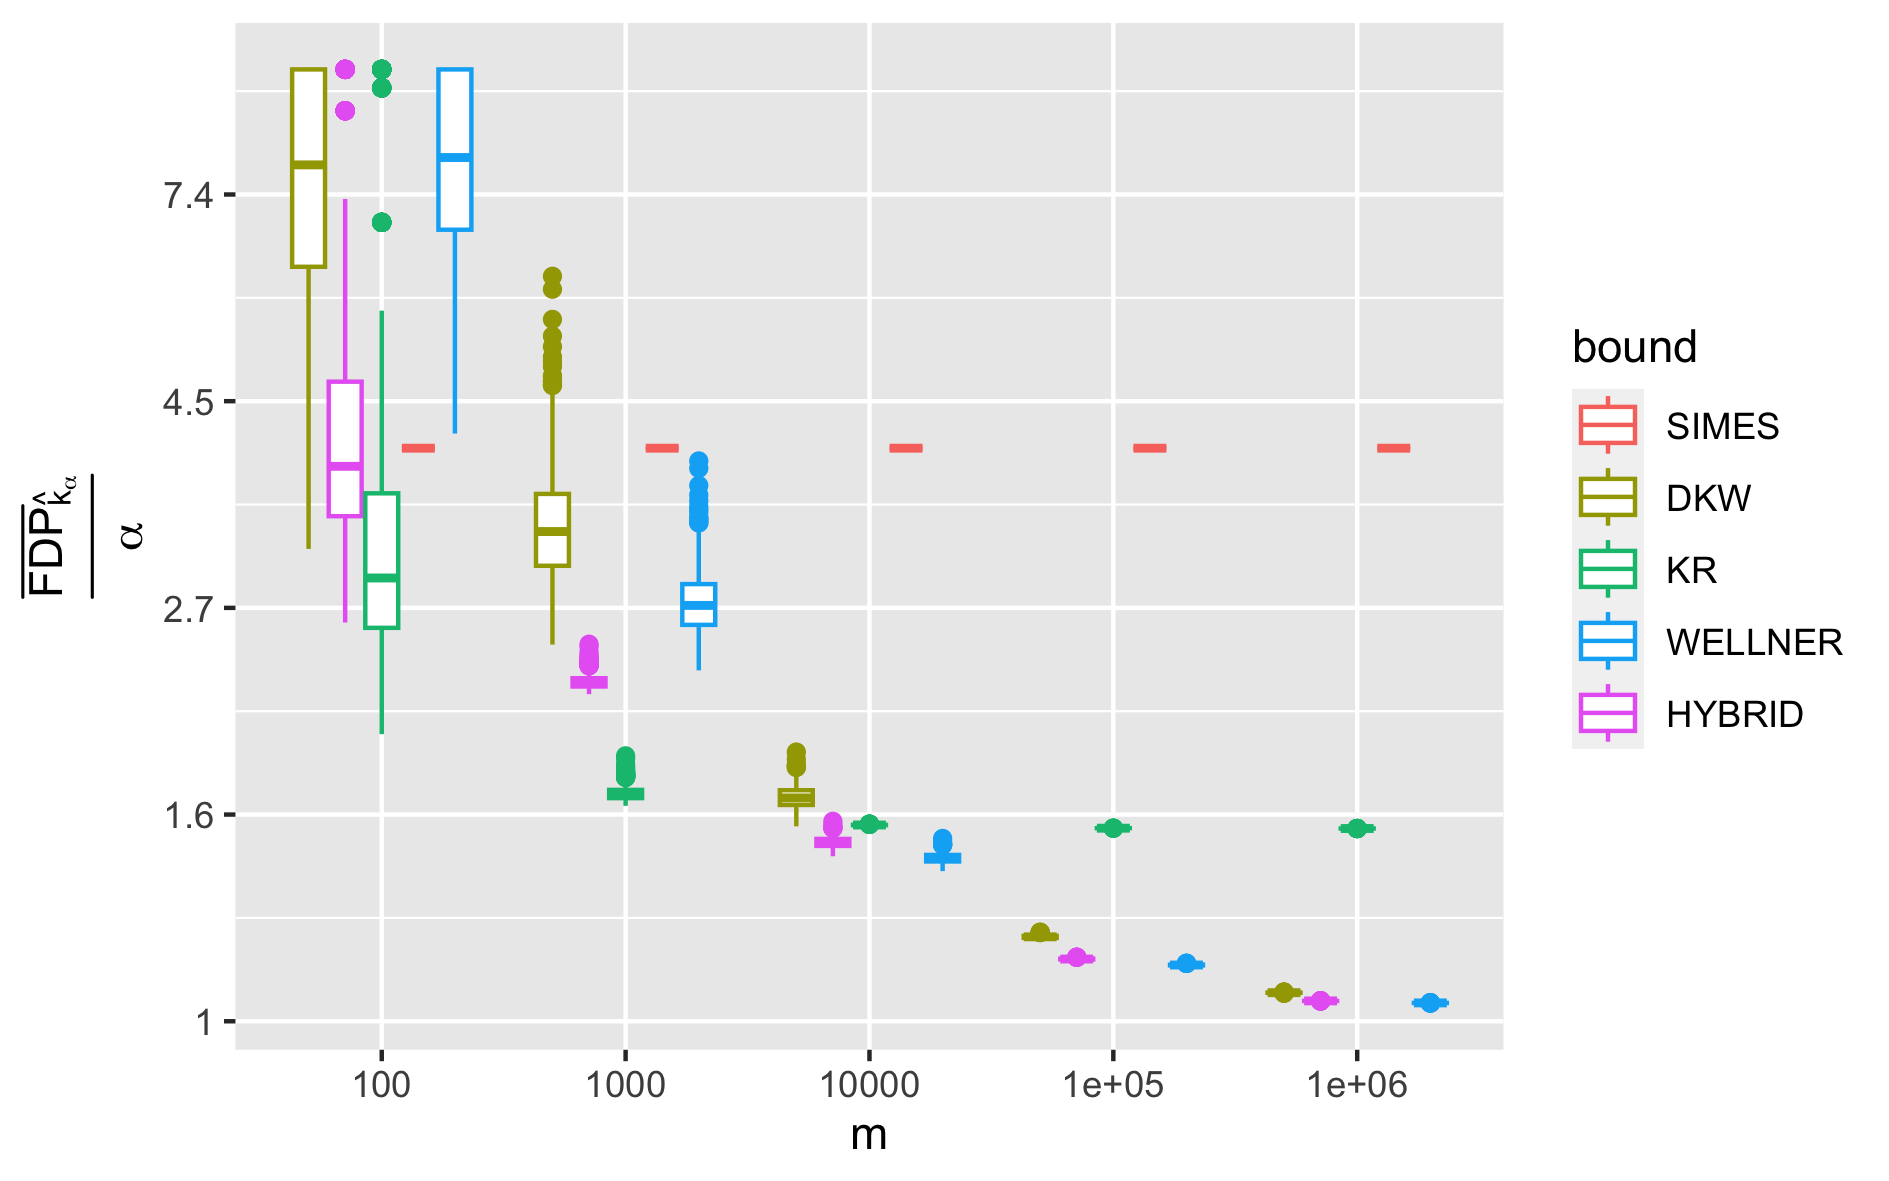 FDP k̂α
α
7.4
4.5
2.7
1.6
1
100
1000
10000
1e+05
1e+06
m
bound
SIMES
DKW
KR
WELLNER
HYBRID